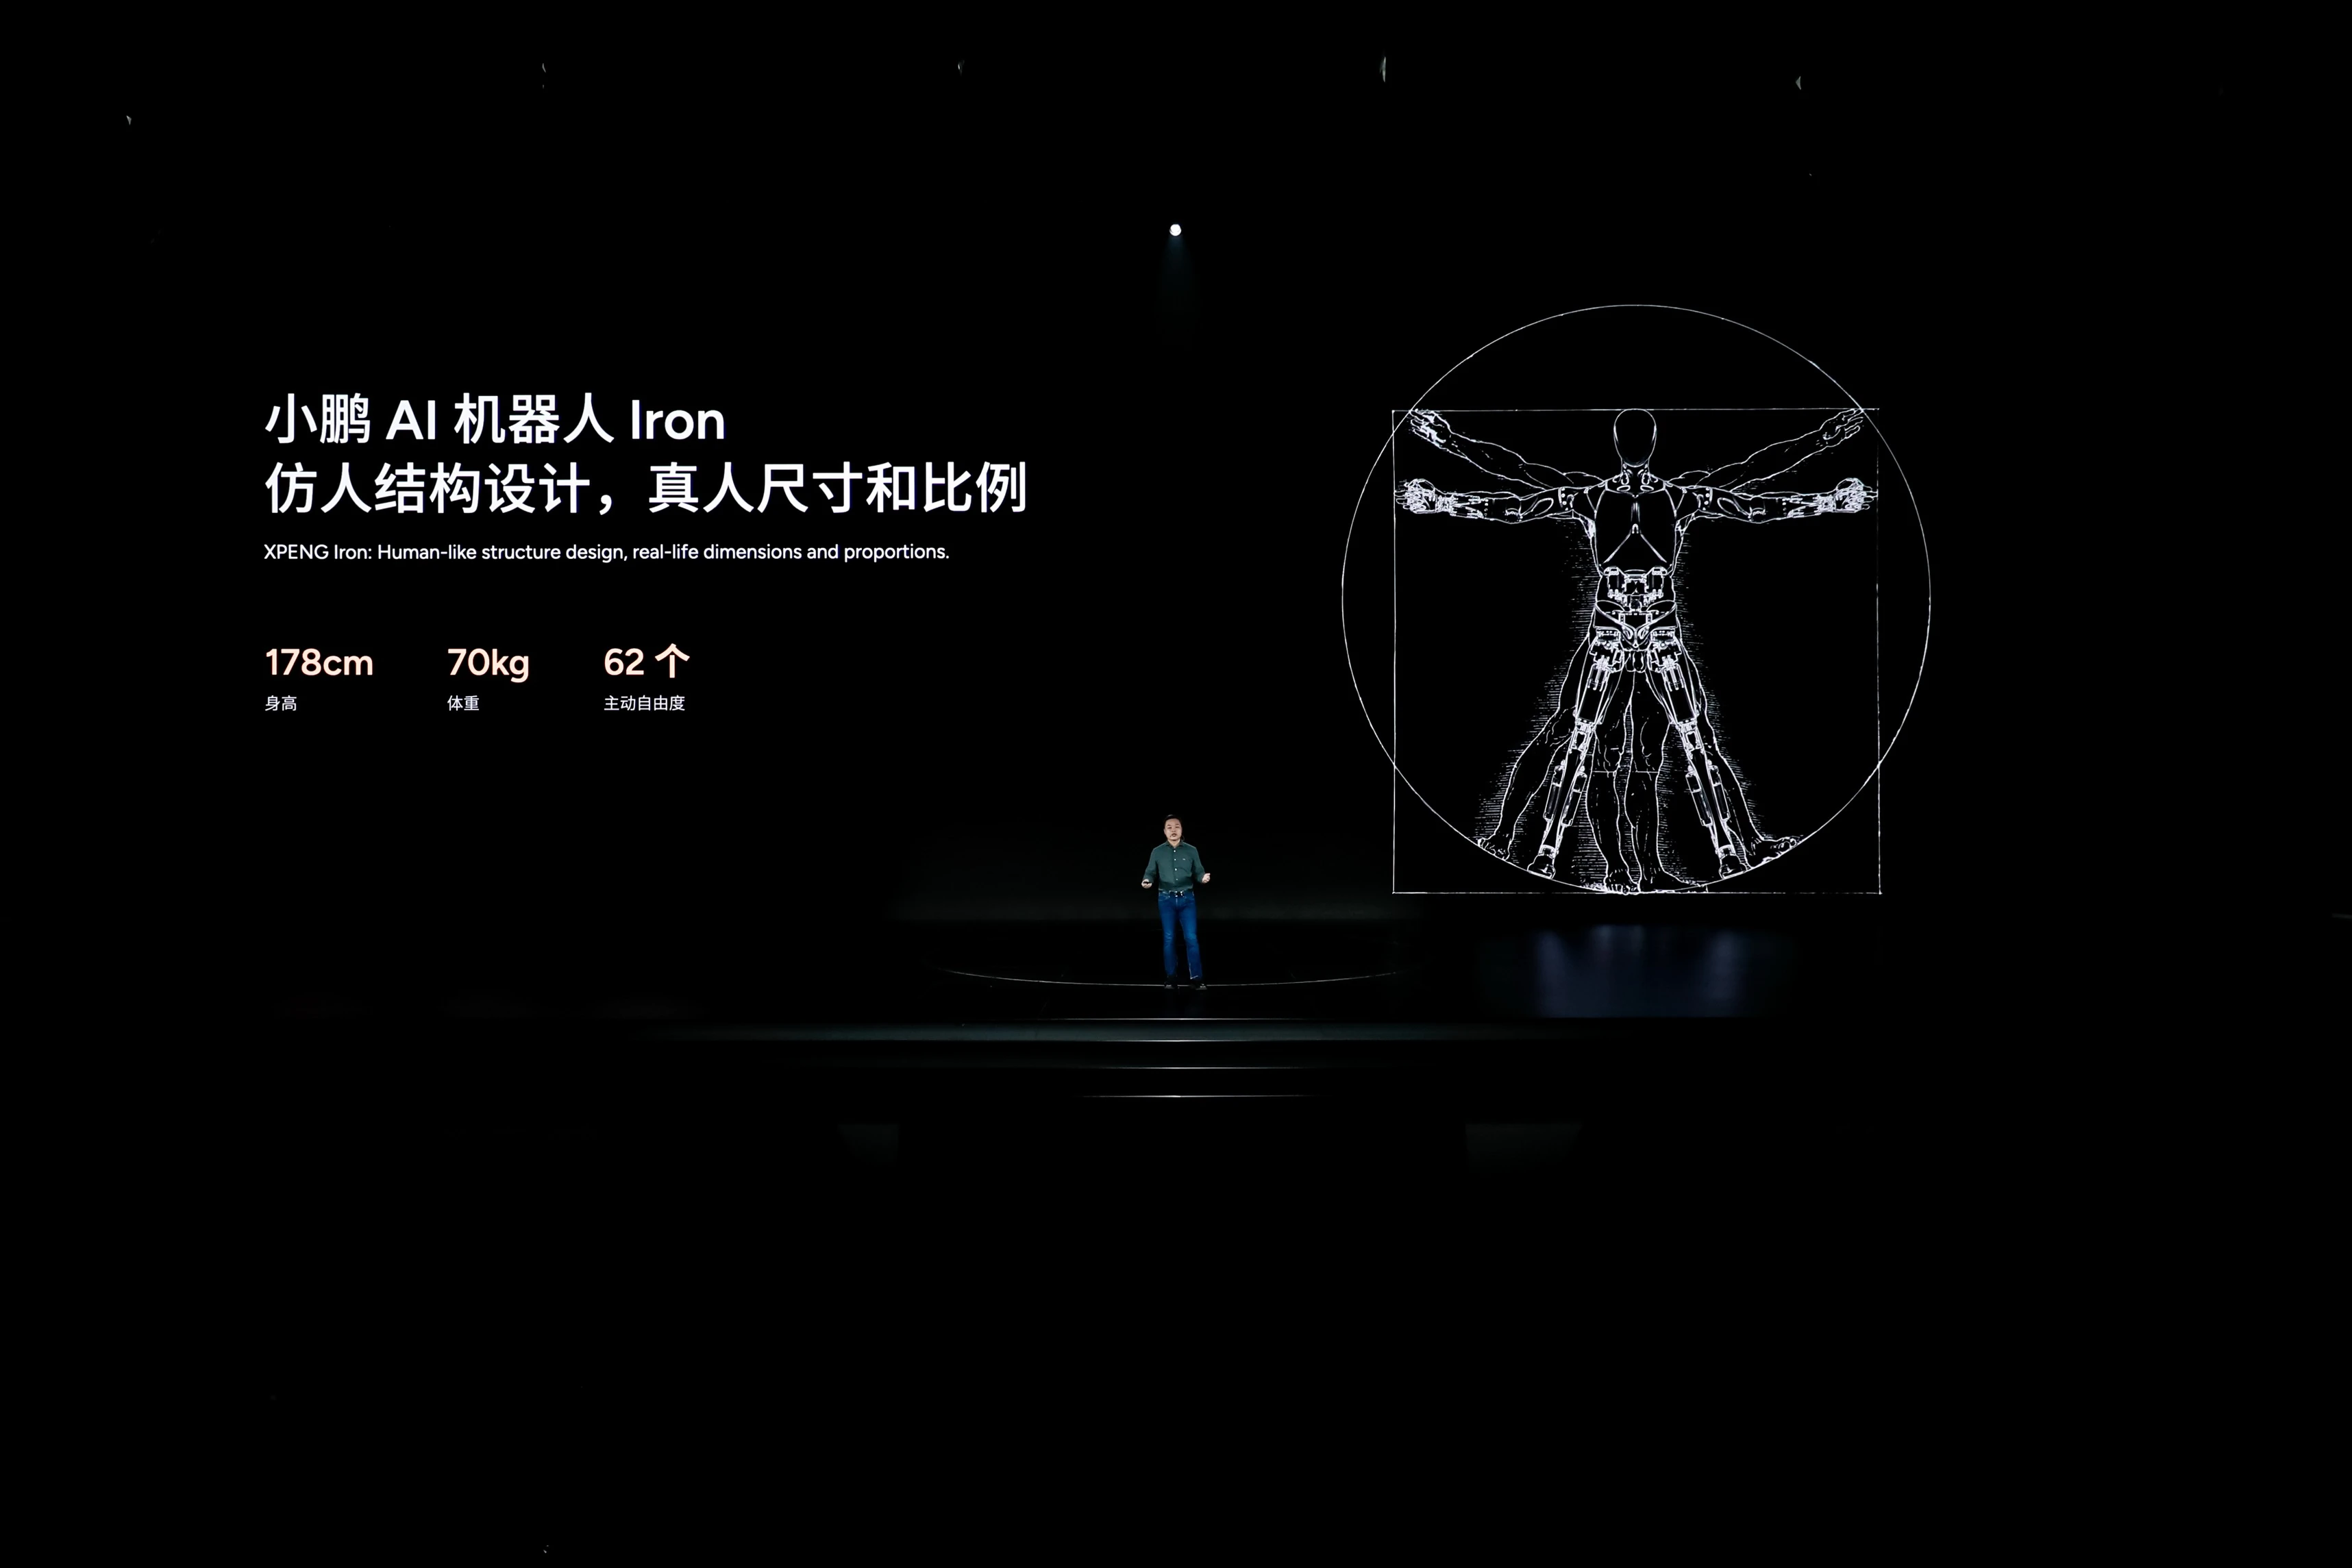 小鹏 AI 机器人 Iron
仿人结构设计，真人尺寸和比例
XPENG Iron: Human-like structure design, real-life dimensions and proportions.
178cm 70kg 62 个
身高 体重 主动自由度